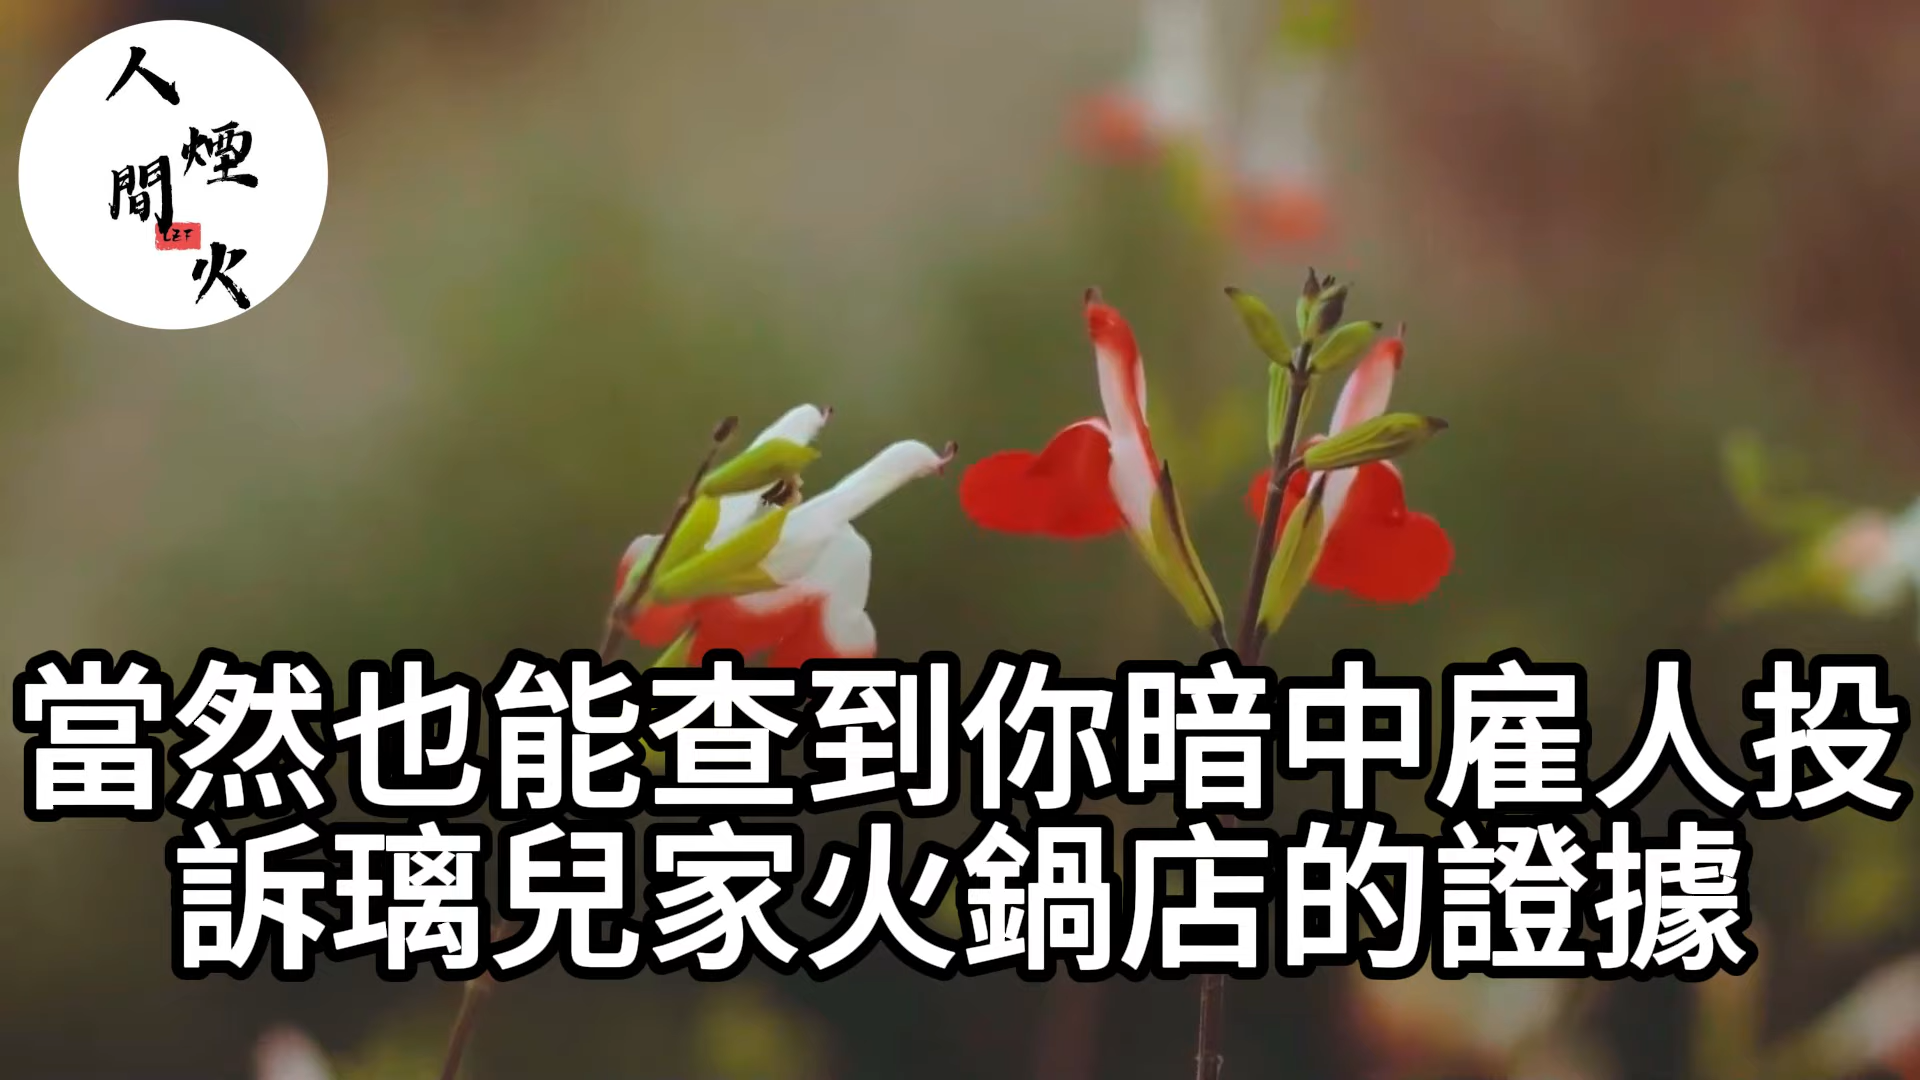 人間煙火
LZF
當然也能查到你暗中雇人投
訴璃兒家火鍋店的證據